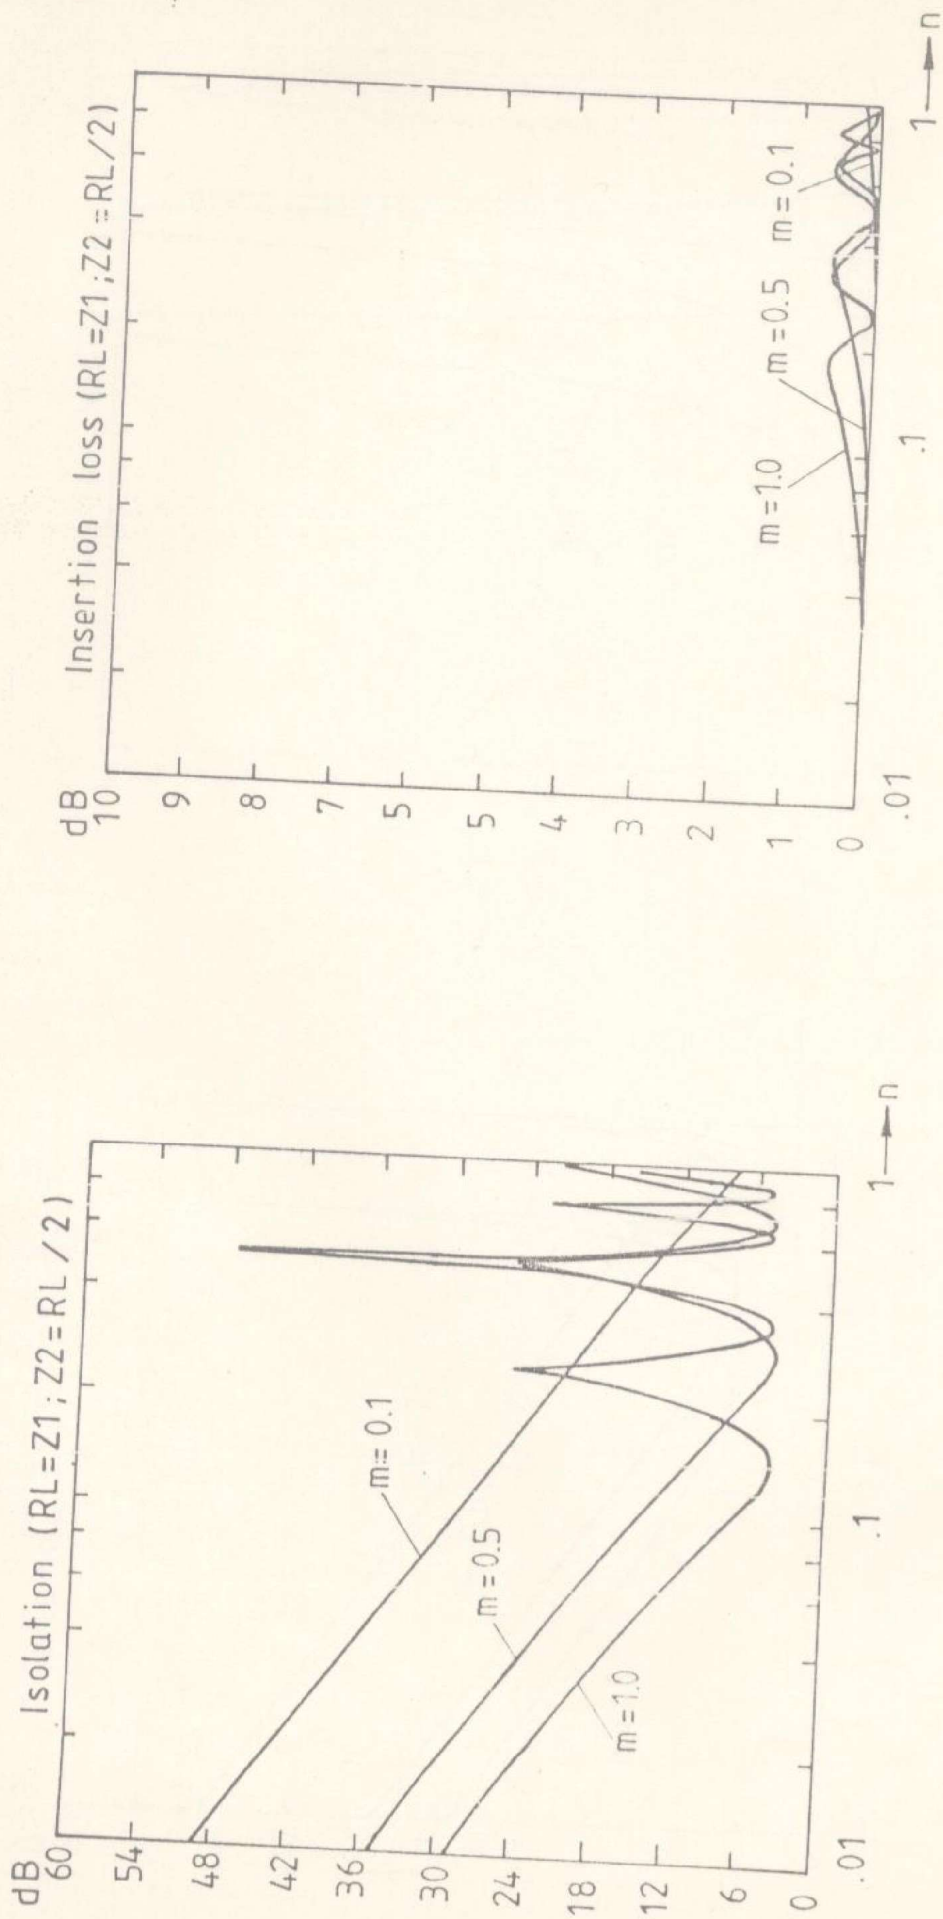 Isolation (RL=Z1; Z2=RL/2)
dB
60
54
48
42
36
30
24
18
12
6
0
m=0.1
m=0.5
m=1.0
.01
.1
1
n
Insertion loss (RL=Z1; Z2=RL/2)
dB
10
9
8
7
5
5
4
3
2
1
0
m=1.0
m=0.5
m=0.1
.01
.1
1
n